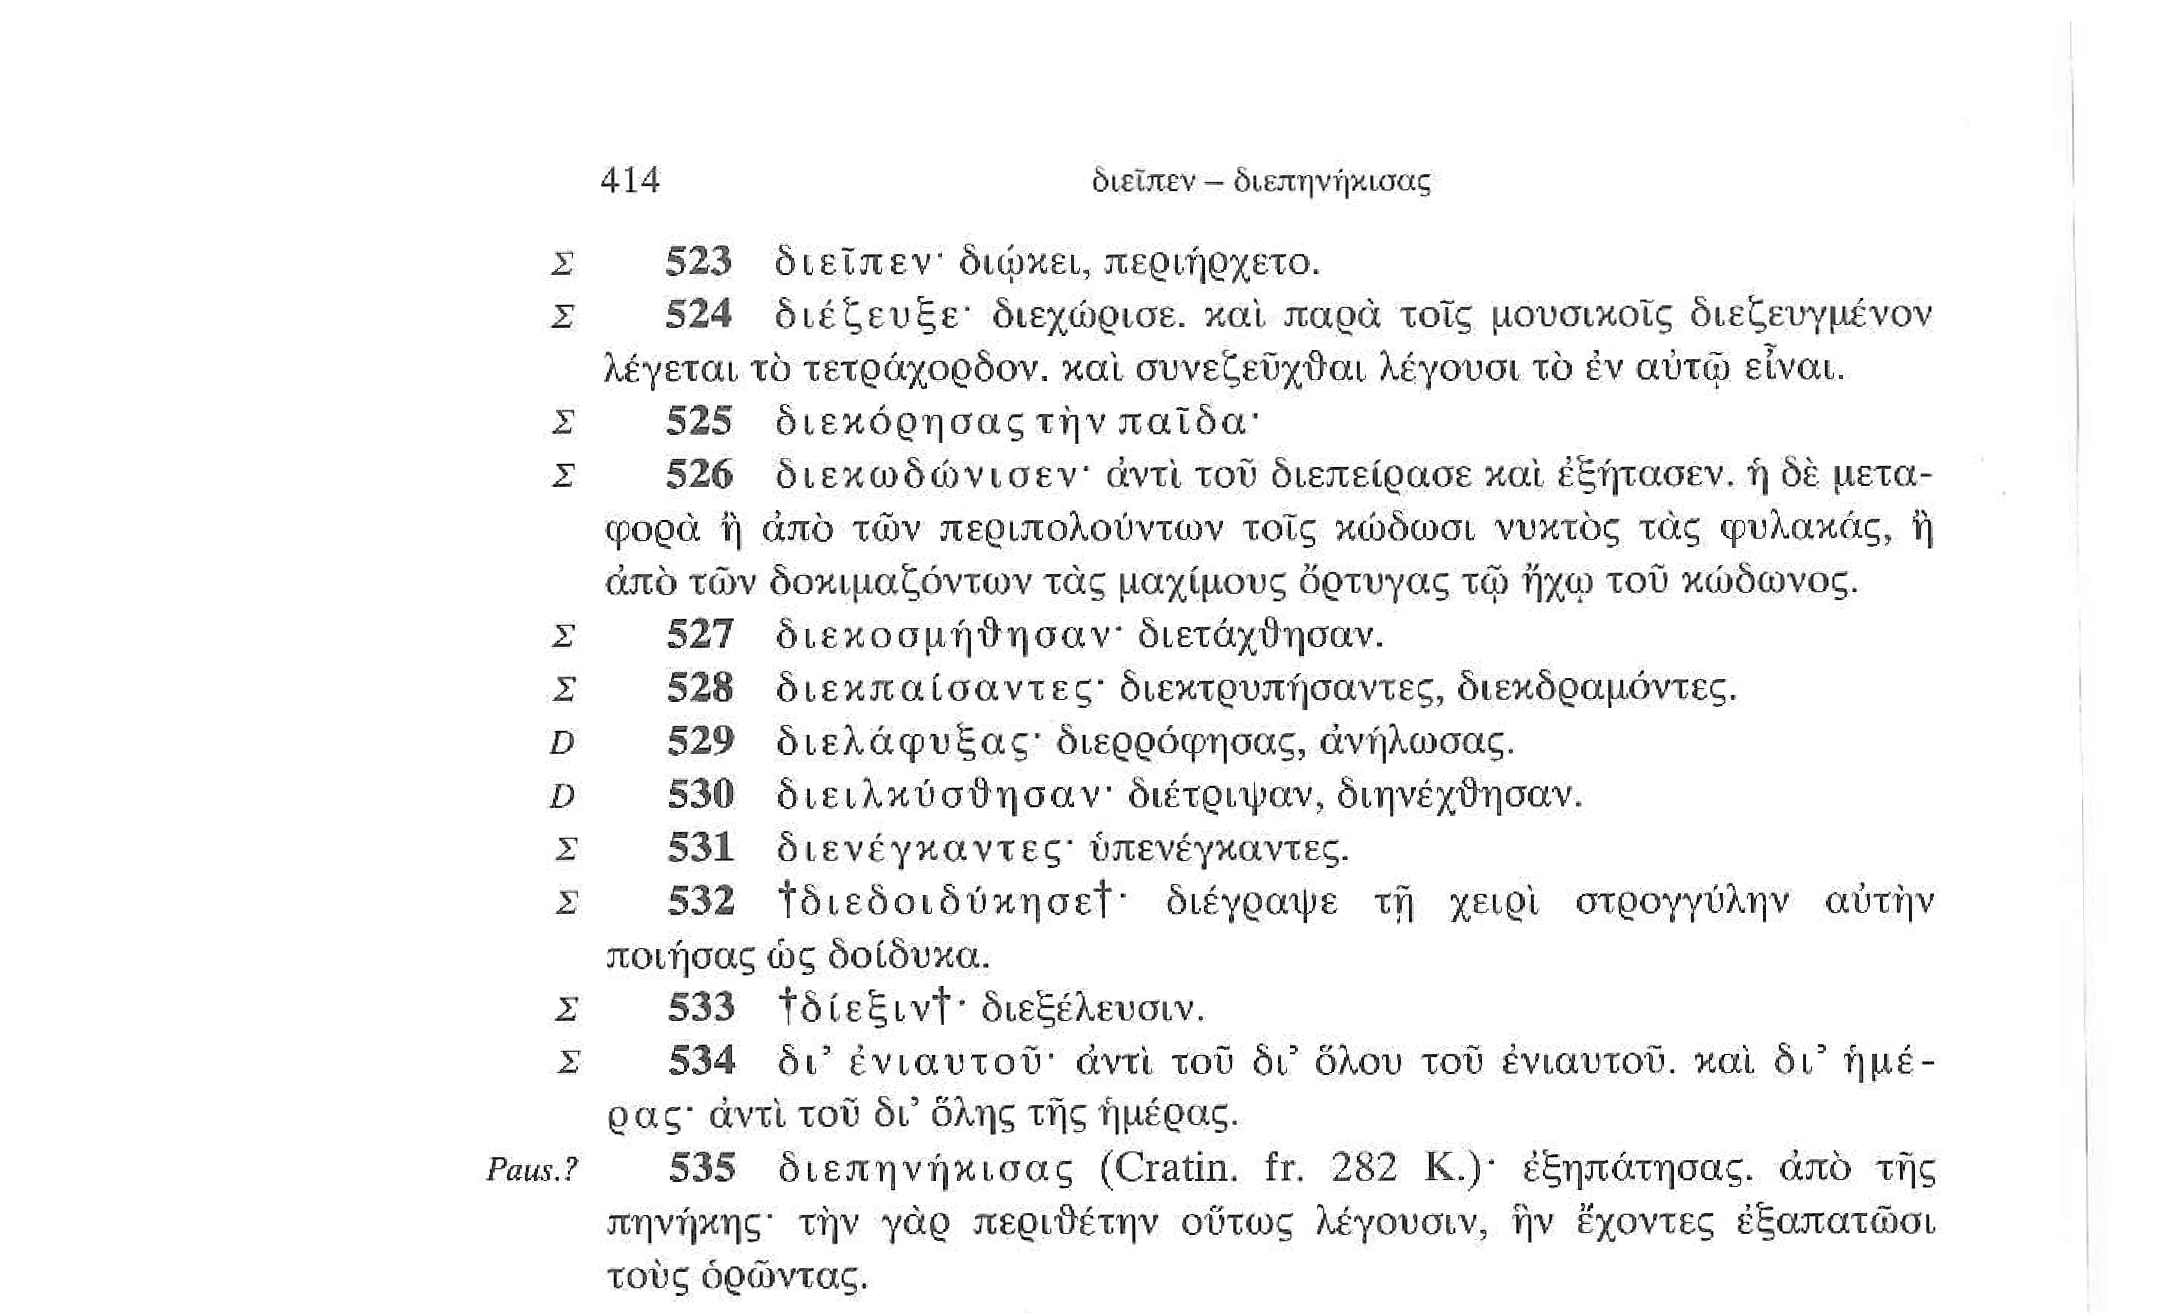 414 διεῖπεν – διεπηνήκισας
Σ 523 διεῖπεν· διῴκει, περιήρχετο.
Σ 524 διέζευξε· διεχώρισε. καὶ παρὰ τοῖς μουσικοῖς διεζευγμένον
λέγεται τὸ τετράχορδον. καὶ συνεζεῦχθαι λέγουσι τὸ ἐν αὐτῷ εἶναι.
Σ 525 διεκόρησας τὴν παῖδα·
Σ 526 διεκωδώνισεν· ἀντὶ τοῦ διεπείρασε καὶ ἐξήτασεν. ἡ δὲ μετα-
φορὰ ἢ ἀπὸ τῶν περιπολούντων τοῖς κώδωσι νυκτὸς τὰς φυλακάς, ἢ
ἀπὸ τῶν δοκιμαζόντων τὰς μαχίμους ὄρτυγας τῷ ἤχῳ τοῦ κώδωνος.
Σ 527 διεκοσμήθησαν· διετάχθησαν.
Σ 528 διεκπαίσαντες· διεκτρυπήσαντες, διεκδραμόντες.
D 529 διελάφυξας· διερρόφησας, ἀνήλωσας.
D 530 διειλκύσθησαν· διέτριψαν, διηνέχθησαν.
Σ 531 διενέγκαντες· ὑπενέγκαντες.
Σ 532 †διεδοιδύκησε†· διέγραψε τῇ χειρὶ στρογγύλην αὐτὴν
ποιήσας ὡς δοίδυκα.
Σ 533 †δίεξιν†· διεξέλευσιν.
Σ 534 δι’ ἐνιαυτοῦ· ἀντὶ τοῦ δι’ ὅλου τοῦ ἐνιαυτοῦ. καὶ δι’ ἡμέ-
ρας· ἀντὶ τοῦ δι’ ὅλης τῆς ἡμέρας.
Paus.? 535 διεπηνήκισας (Cratin. fr. 282 K.)· ἐξηπάτησας. ἀπὸ τῆς
πηνήκης· τὴν γὰρ περιθέτην οὕτως λέγουσιν, ἣν ἔχοντες ἐξαπατῶσι
τοὺς ὁρῶντας.